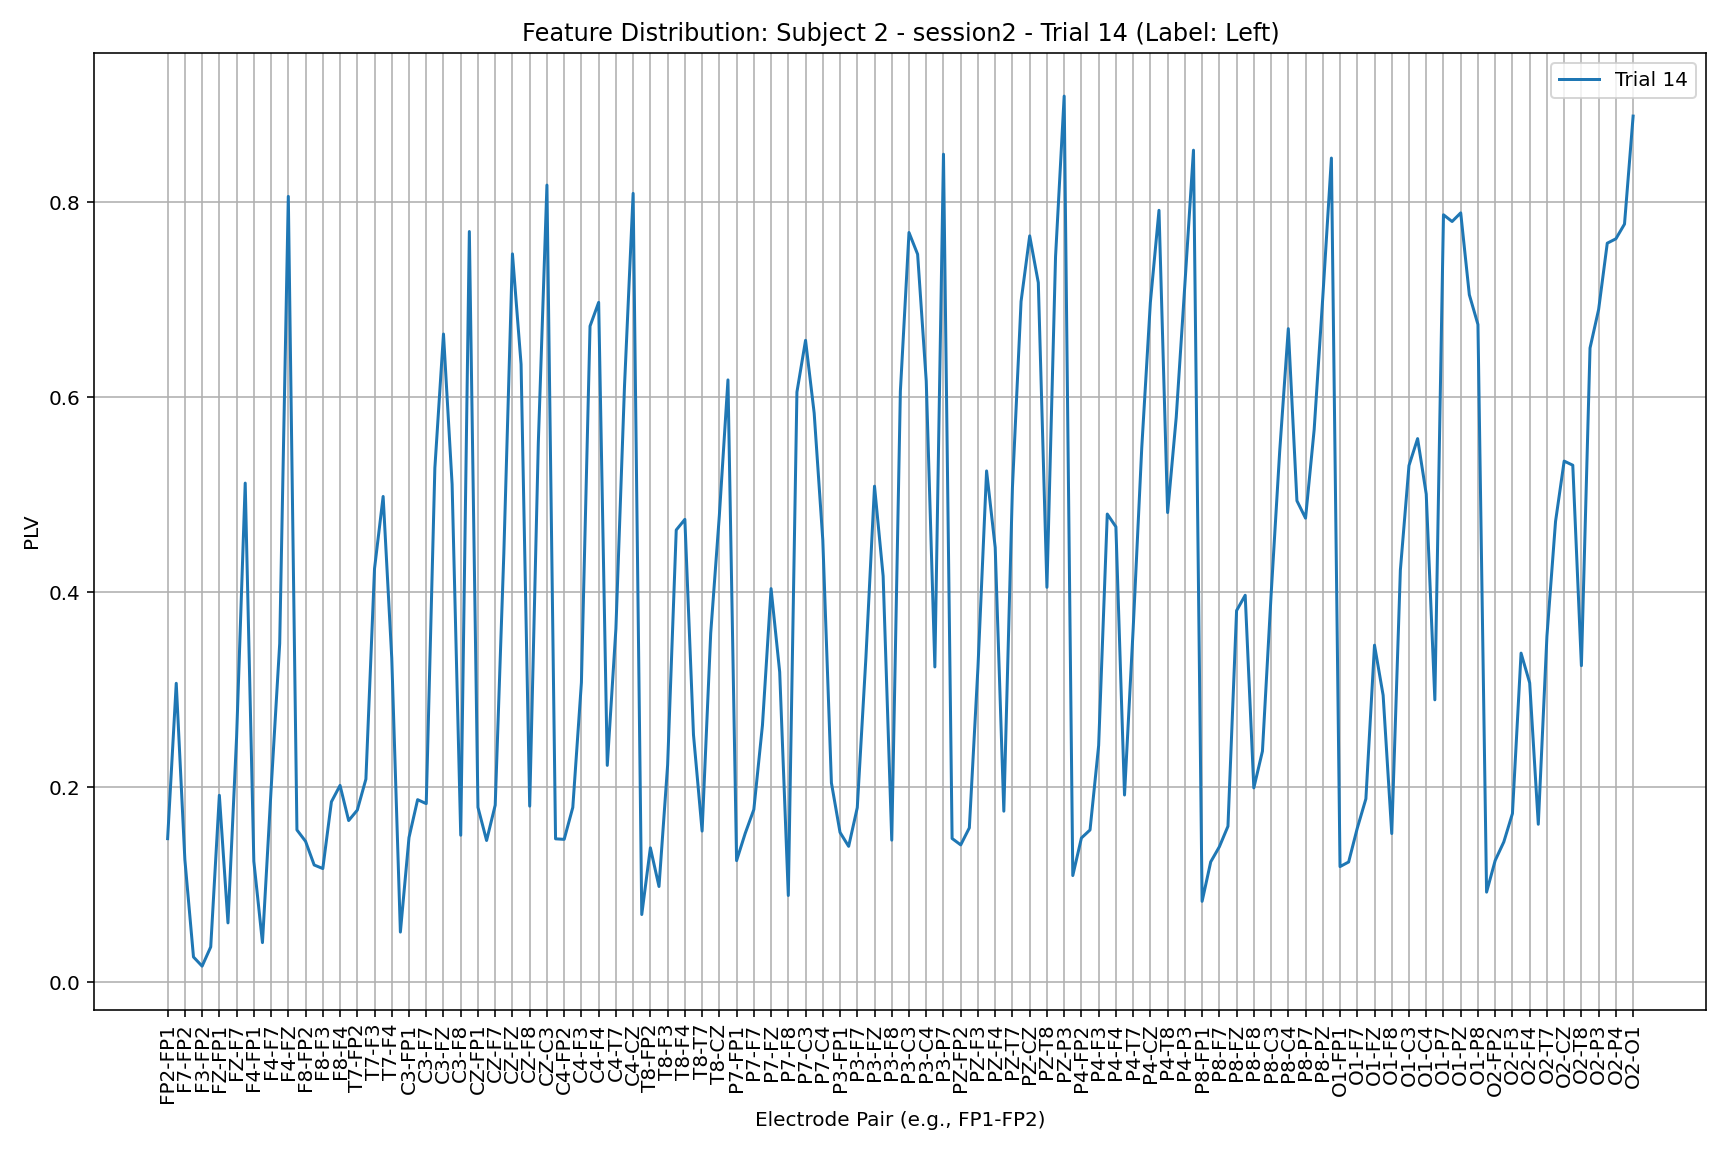 Feature Distribution: Subject 2 - session2 - Trial 14 (Label: Left)
Trial 14
PLV
0.8
0.6
0.4
0.2
0.0
FP2-FP1
F7-FP2
F3-FP2
FZ-FP1
FZ-F7
F4-FP1
F4-F7
F4-FZ
F8-FP2
F8-F3
F8-F4
T7-FP2
T7-F3
T7-F4
C3-FP1
C3-F7
C3-FZ
C3-F8
CZ-FP1
CZ-F7
CZ-FZ
CZ-F8
CZ-C3
C4-FP2
C4-F3
C4-F4
C4-T7
C4-CZ
T8-FP2
T8-F3
T8-F4
T8-T7
T8-CZ
P7-FP1
P7-F7
P7-FZ
P7-F8
P7-C3
P7-C4
P3-FP1
P3-F7
P3-FZ
P3-F8
P3-C3
P3-C4
P3-P7
PZ-FP2
PZ-F3
PZ-F4
PZ-T7
PZ-CZ
PZ-T8
PZ-P3
P4-FP2
P4-F3
P4-F4
P4-T7
P4-CZ
P4-T8
P4-P3
P8-FP1
P8-F7
P8-FZ
P8-F8
P8-C3
P8-C4
P8-P7
P8-PZ
O1-FP1
O1-F7
O1-FZ
O1-F8
O1-C3
O1-C4
O1-P7
O1-PZ
O1-P8
O2-FP2
O2-F3
O2-F4
O2-T7
O2-CZ
O2-T8
O2-P3
O2-P4
O2-O1
Electrode Pair (e.g., FP1-FP2)